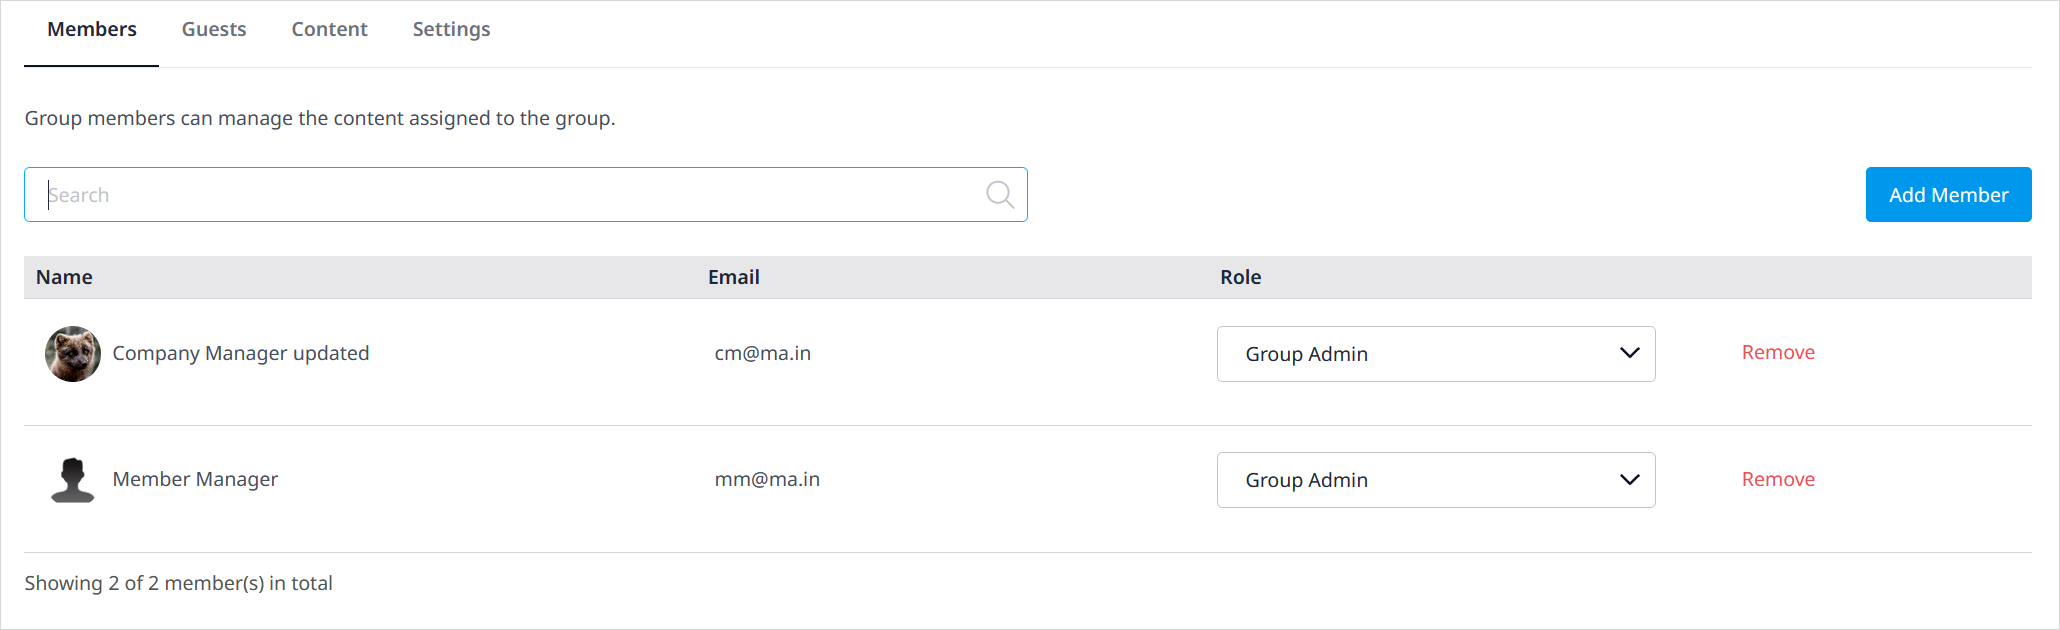 Members Guests Content Settings
Group members can manage the content assigned to the group.
Search
Add Member
Name Email Role
Company Manager updated cm@ma.in Group Admin Remove
Member Manager mm@ma.in Group Admin Remove
Showing 2 of 2 member(s) in total